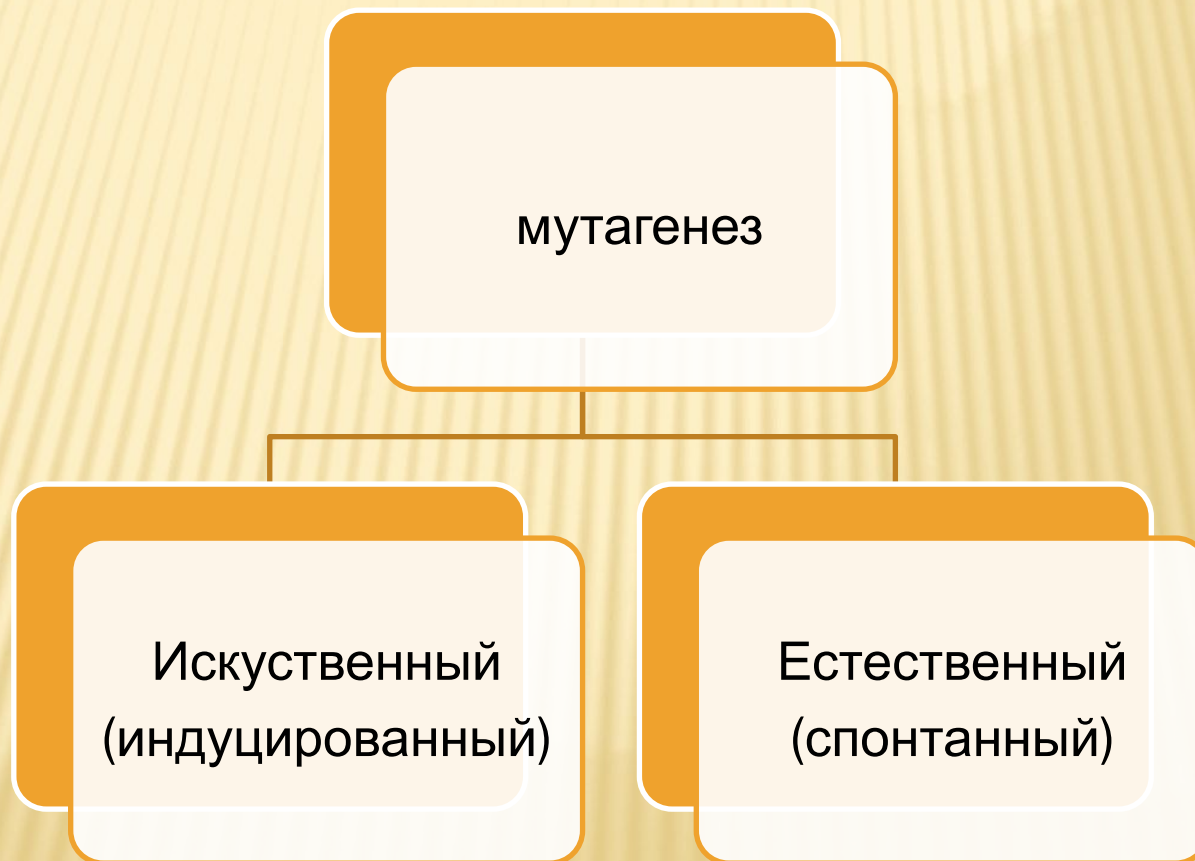 мутагенез
Искуственный
(индуцированный)
Естественный
(спонтанный)